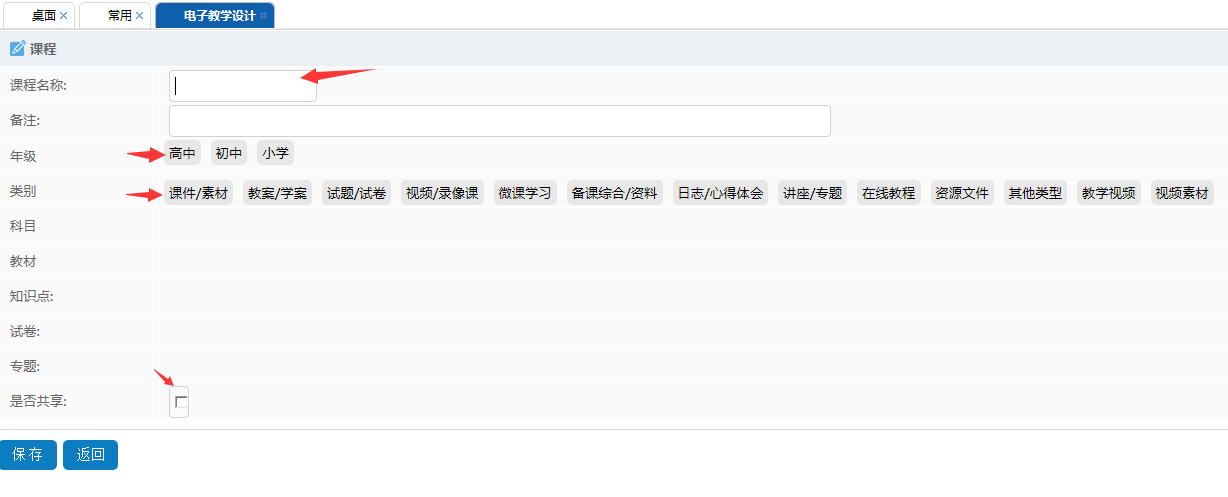 桌面 常用 电子教学设计
课程
课程名称:
备注:
年级 高中 初中 小学
类别 课件/素材 教案/学案 试题/试卷 视频/录像课 微课学习 备课综合/资料 日志/心得体会 讲座/专题 在线教程 资源文件 其他类型 教学视频 视频素材
科目
教材
知识点:
试卷:
专题:
是否共享:
保存 返回